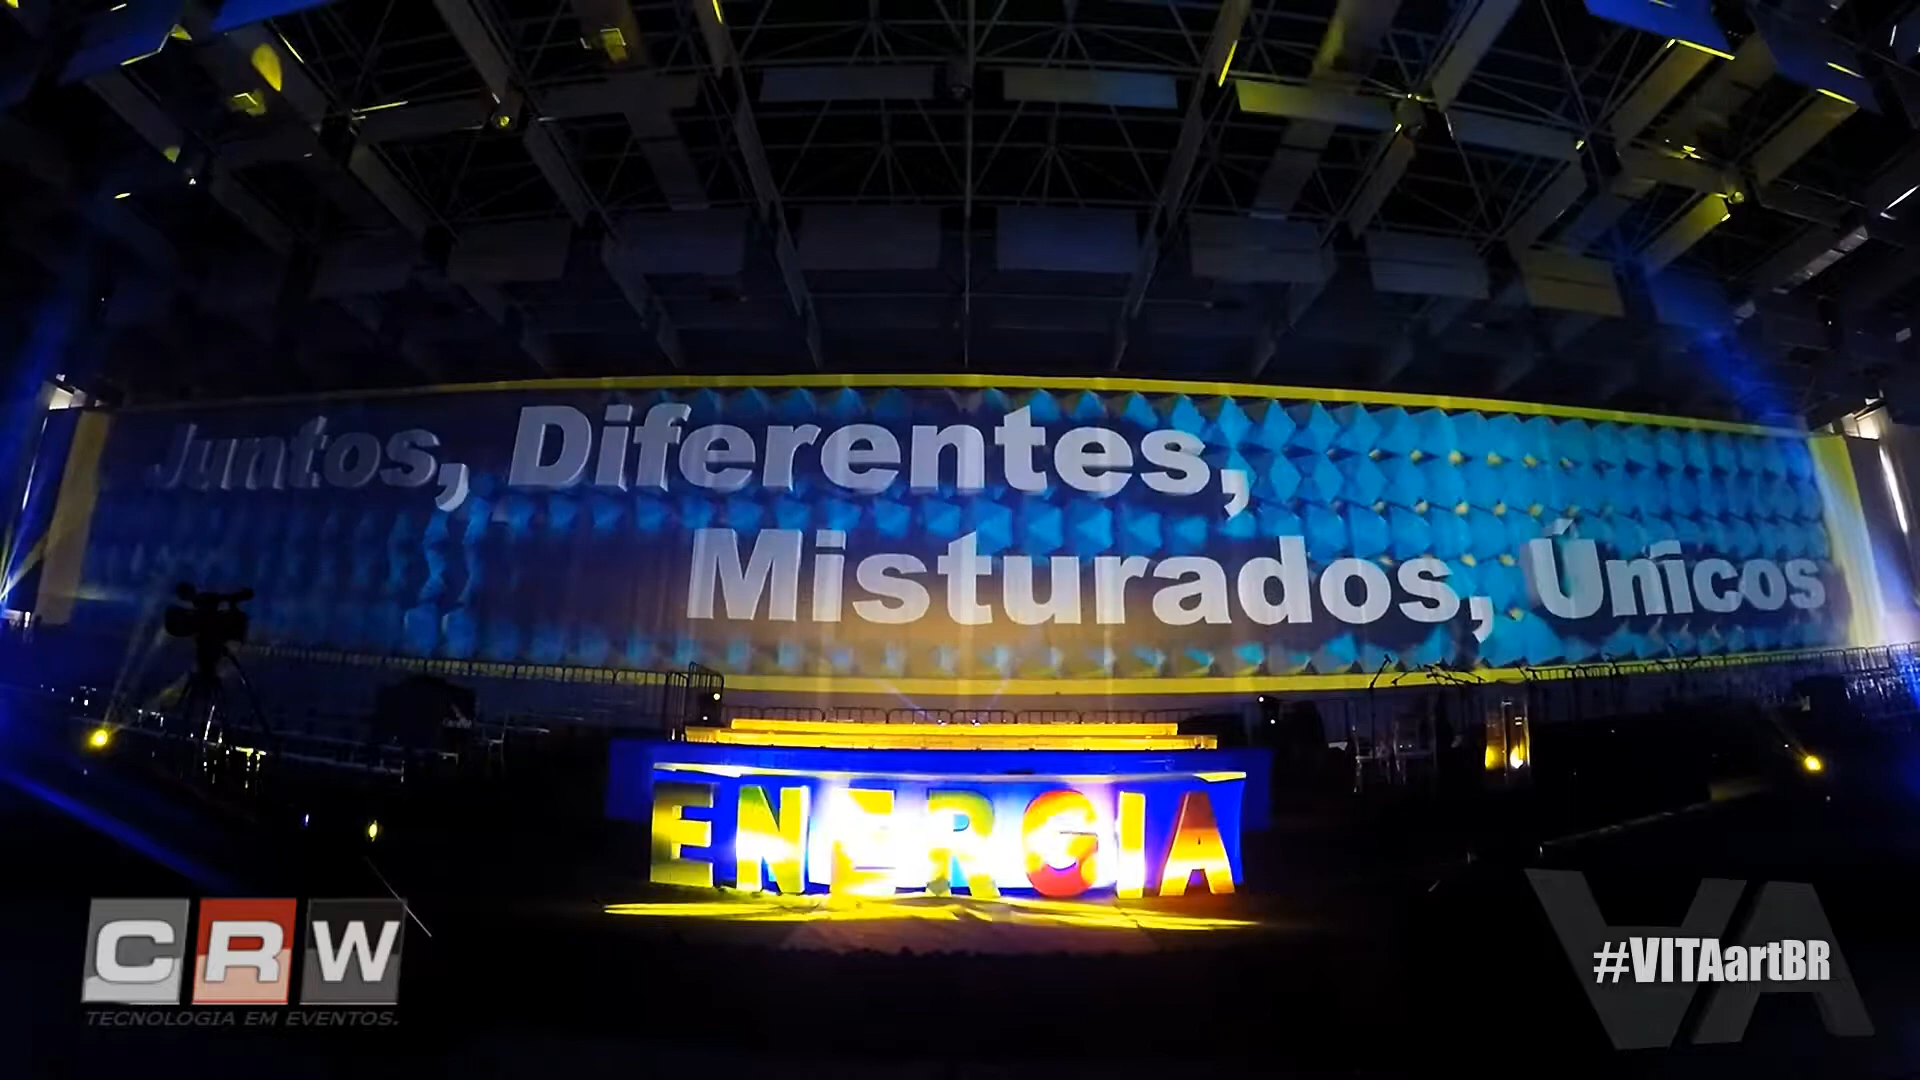 Juntos, Diferentes,
Misturados, Únicos
ENERGIA
CRW
TECNOLOGIA EM EVENTOS.
VA
#VITAartBR